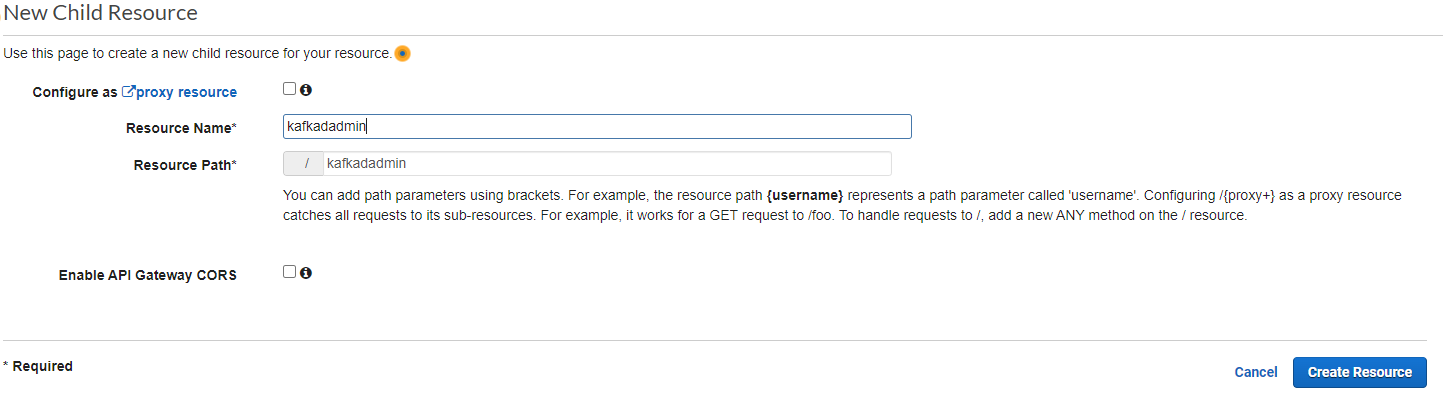 New Child Resource
Use this page to create a new child resource for your resource.
Configure as proxy resource
Resource Name* kafkadadmin
Resource Path* / kafkadadmin
You can add path parameters using brackets. For example, the resource path {username} represents a path parameter called 'username'. Configuring /{proxy+} as a proxy resource
catches all requests to its sub-resources. For example, it works for a GET request to /foo. To handle requests to /, add a new ANY method on the / resource.
Enable API Gateway CORS
* Required
Cancel Create Resource